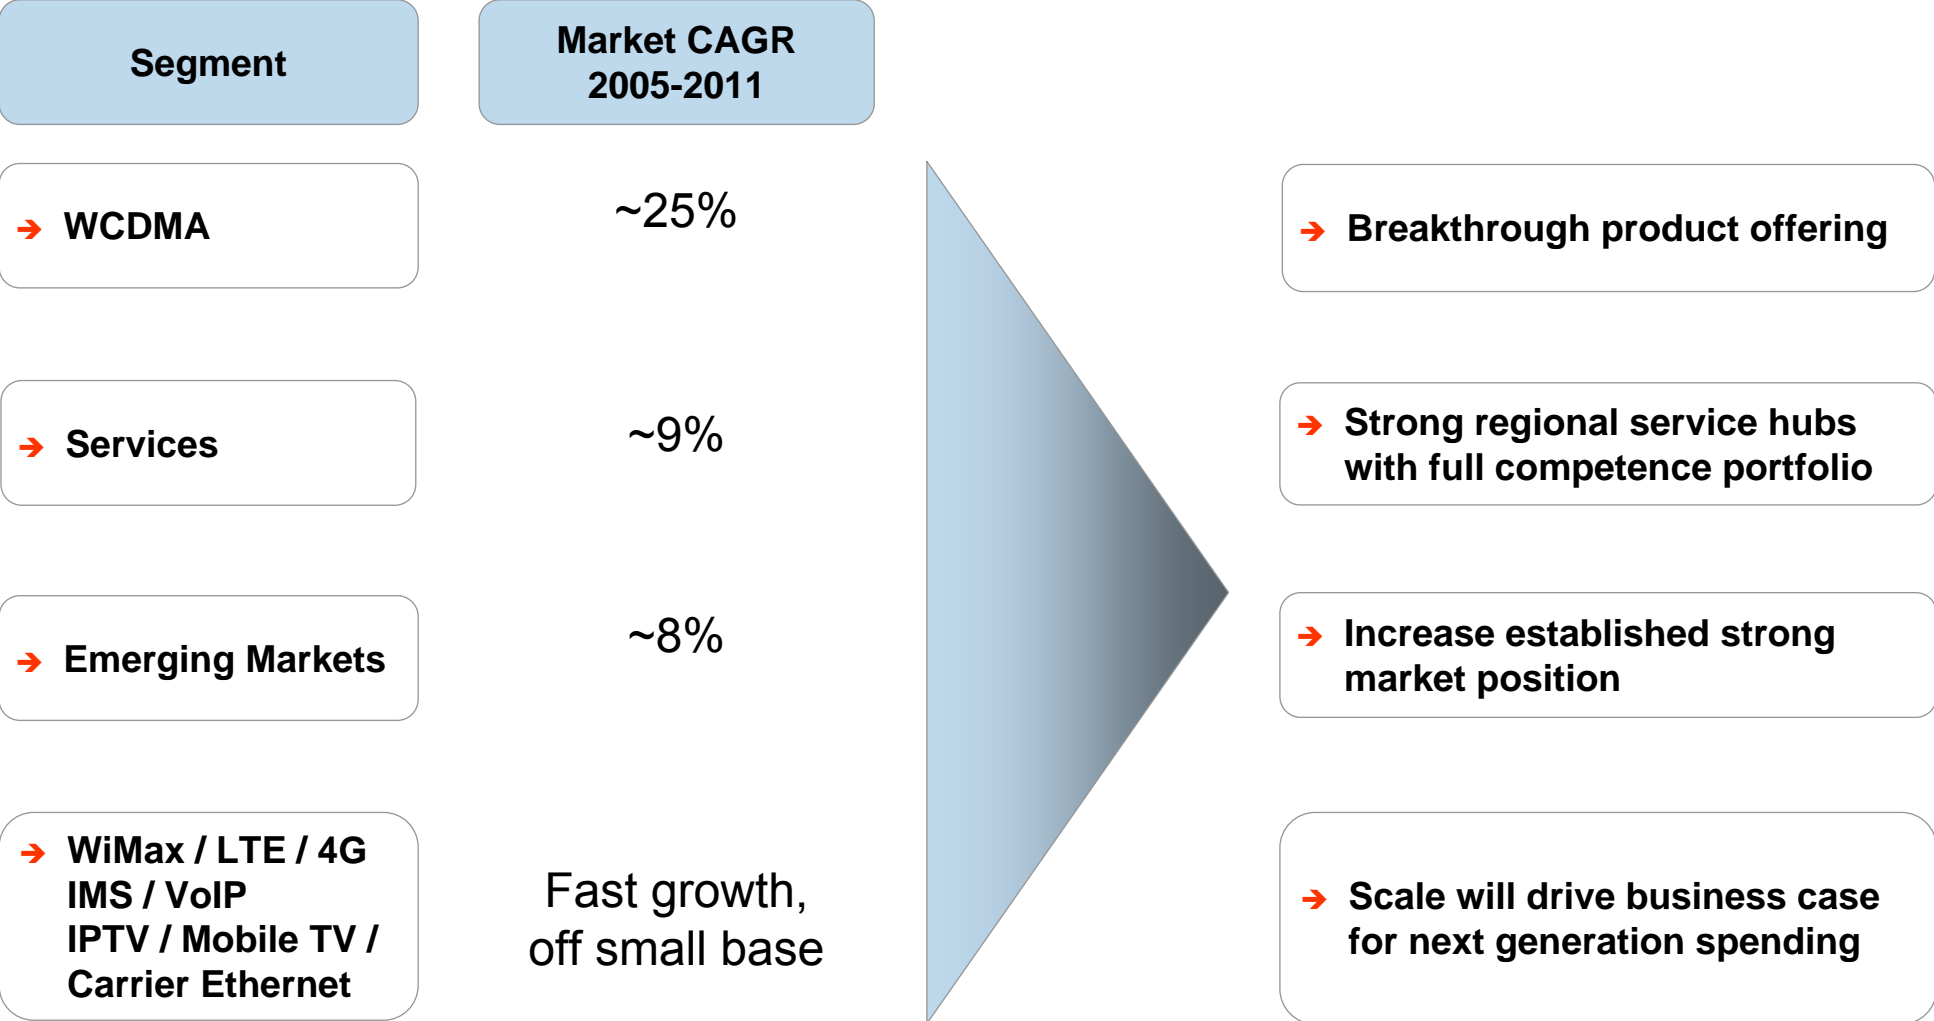 Segment
Market CAGR
2005-2011
➔ WCDMA
~25%
➔ Breakthrough product offering
➔ Services
~9%
➔ Strong regional service hubs
with full competence portfolio
➔ Emerging Markets
~8%
➔ Increase established strong
market position
➔ WiMax / LTE / 4G
IMS / VoIP
IPTV / Mobile TV /
Carrier Ethernet
Fast growth,
off small base
➔ Scale will drive business case
for next generation spending